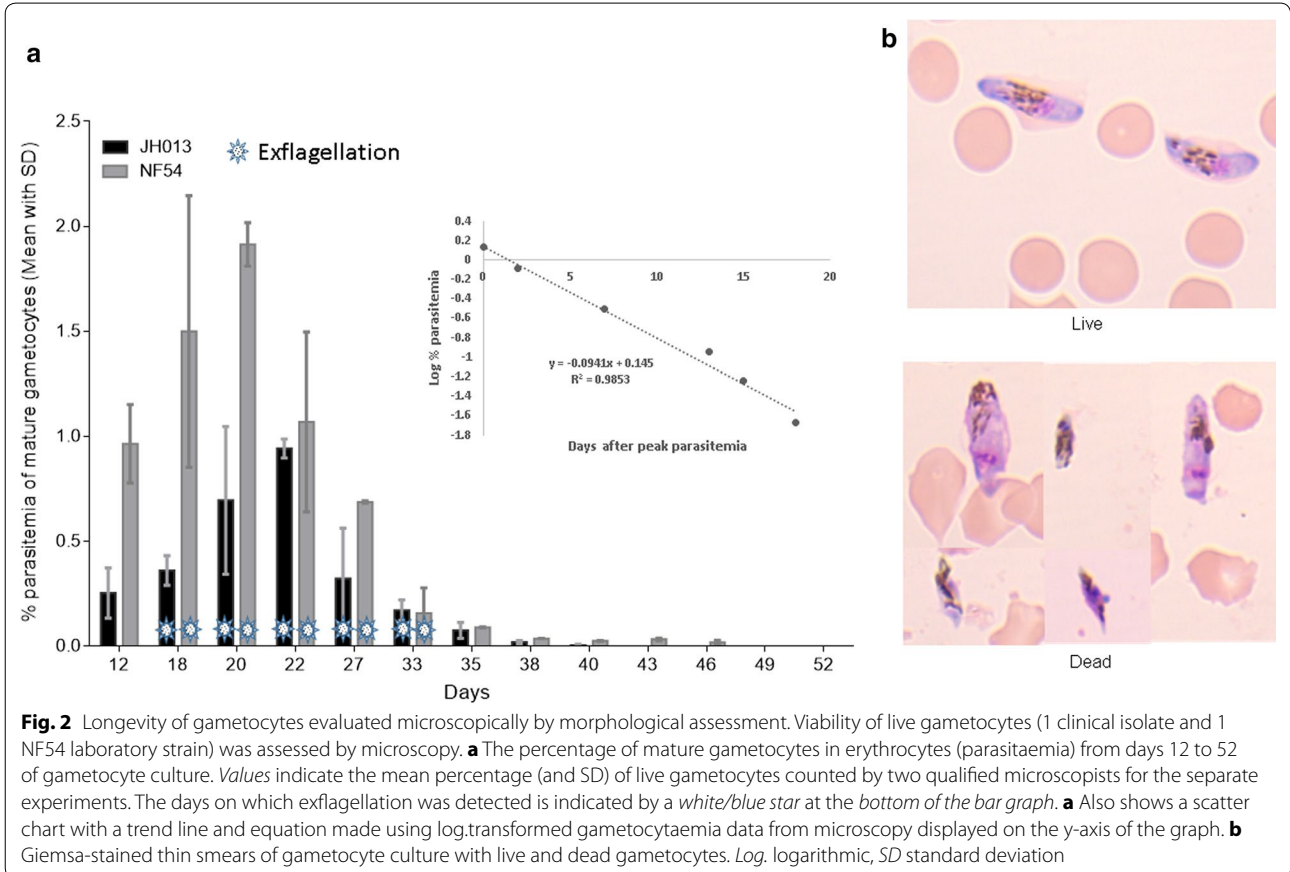 a
b
2.5
2.0
1.5
1.0
0.5
0.0
% parasitemia of mature gametocytes (Mean with SD)
JH013
NF54
Exflagellation
12 18 20 22 27 33 35 38 40 43 46 49 52
Days
0.4
0.2
0
-0.2
-0.4
-0.6
-0.8
-1
-1.2
-1.4
-1.6
-1.8
Log % parasitemia
0 5 10 15 20
y = -0.0941x + 0.145
R² = 0.9853
Days after peak parasitemia
Live
Dead
Fig. 2 Longevity of gametocytes evaluated microscopically by morphological assessment. Viability of live gametocytes (1 clinical isolate and 1
NF54 laboratory strain) was assessed by microscopy. a The percentage of mature gametocytes in erythrocytes (parasitaemia) from days 12 to 52
of gametocyte culture. Values indicate the mean percentage (and SD) of live gametocytes counted by two qualified microscopists for the separate
experiments. The days on which exflagellation was detected is indicated by a white/blue star at the bottom of the bar graph. a Also shows a scatter
chart with a trend line and equation made using log.transformed gametocytaemia data from microscopy displayed on the y-axis of the graph. b
Giemsa-stained thin smears of gametocyte culture with live and dead gametocytes. Log. logarithmic, SD standard deviation